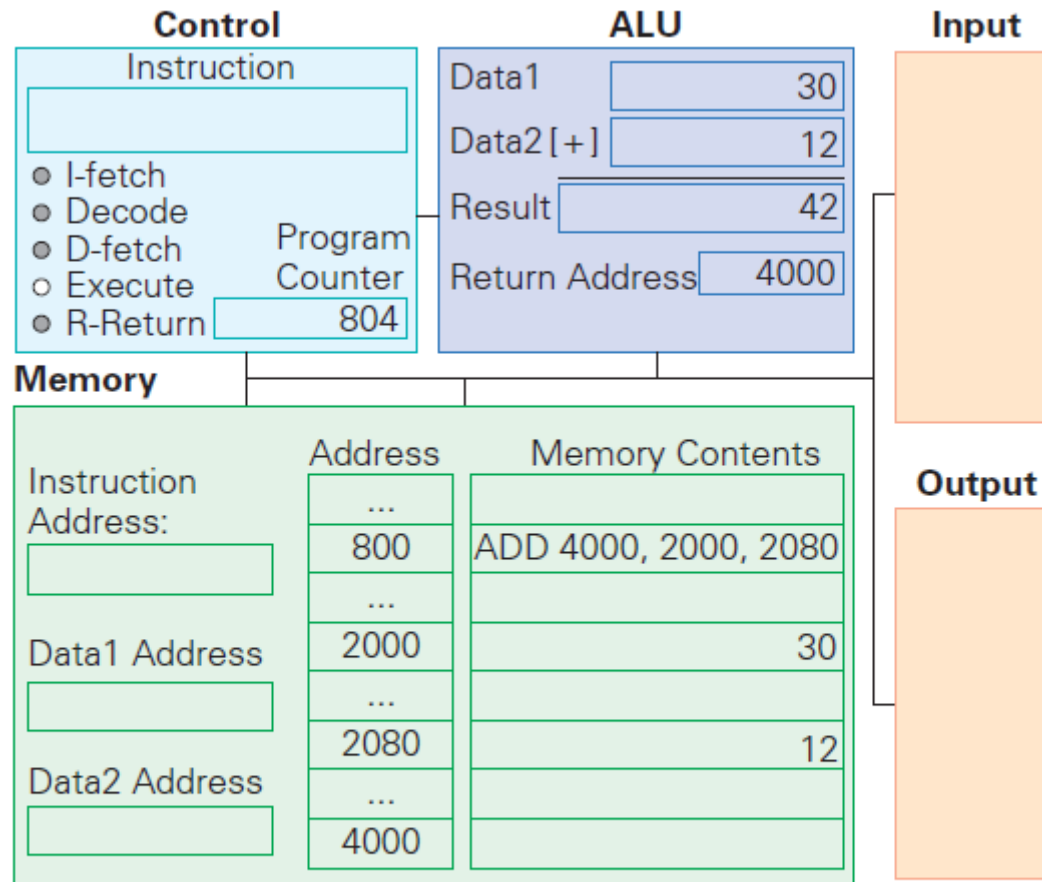 Control
Instruction
I-fetch
Decode
D-fetch
Execute
R-Return
Program
Counter
804
ALU
Data1 30
Data2 [+] 12
Result 42
Return Address 4000
Input
Memory
Instruction
Address:
Data1 Address
Data2 Address
Address Memory Contents
...
800 ADD 4000, 2000, 2080
...
2000 30
...
2080 12
...
4000
Output